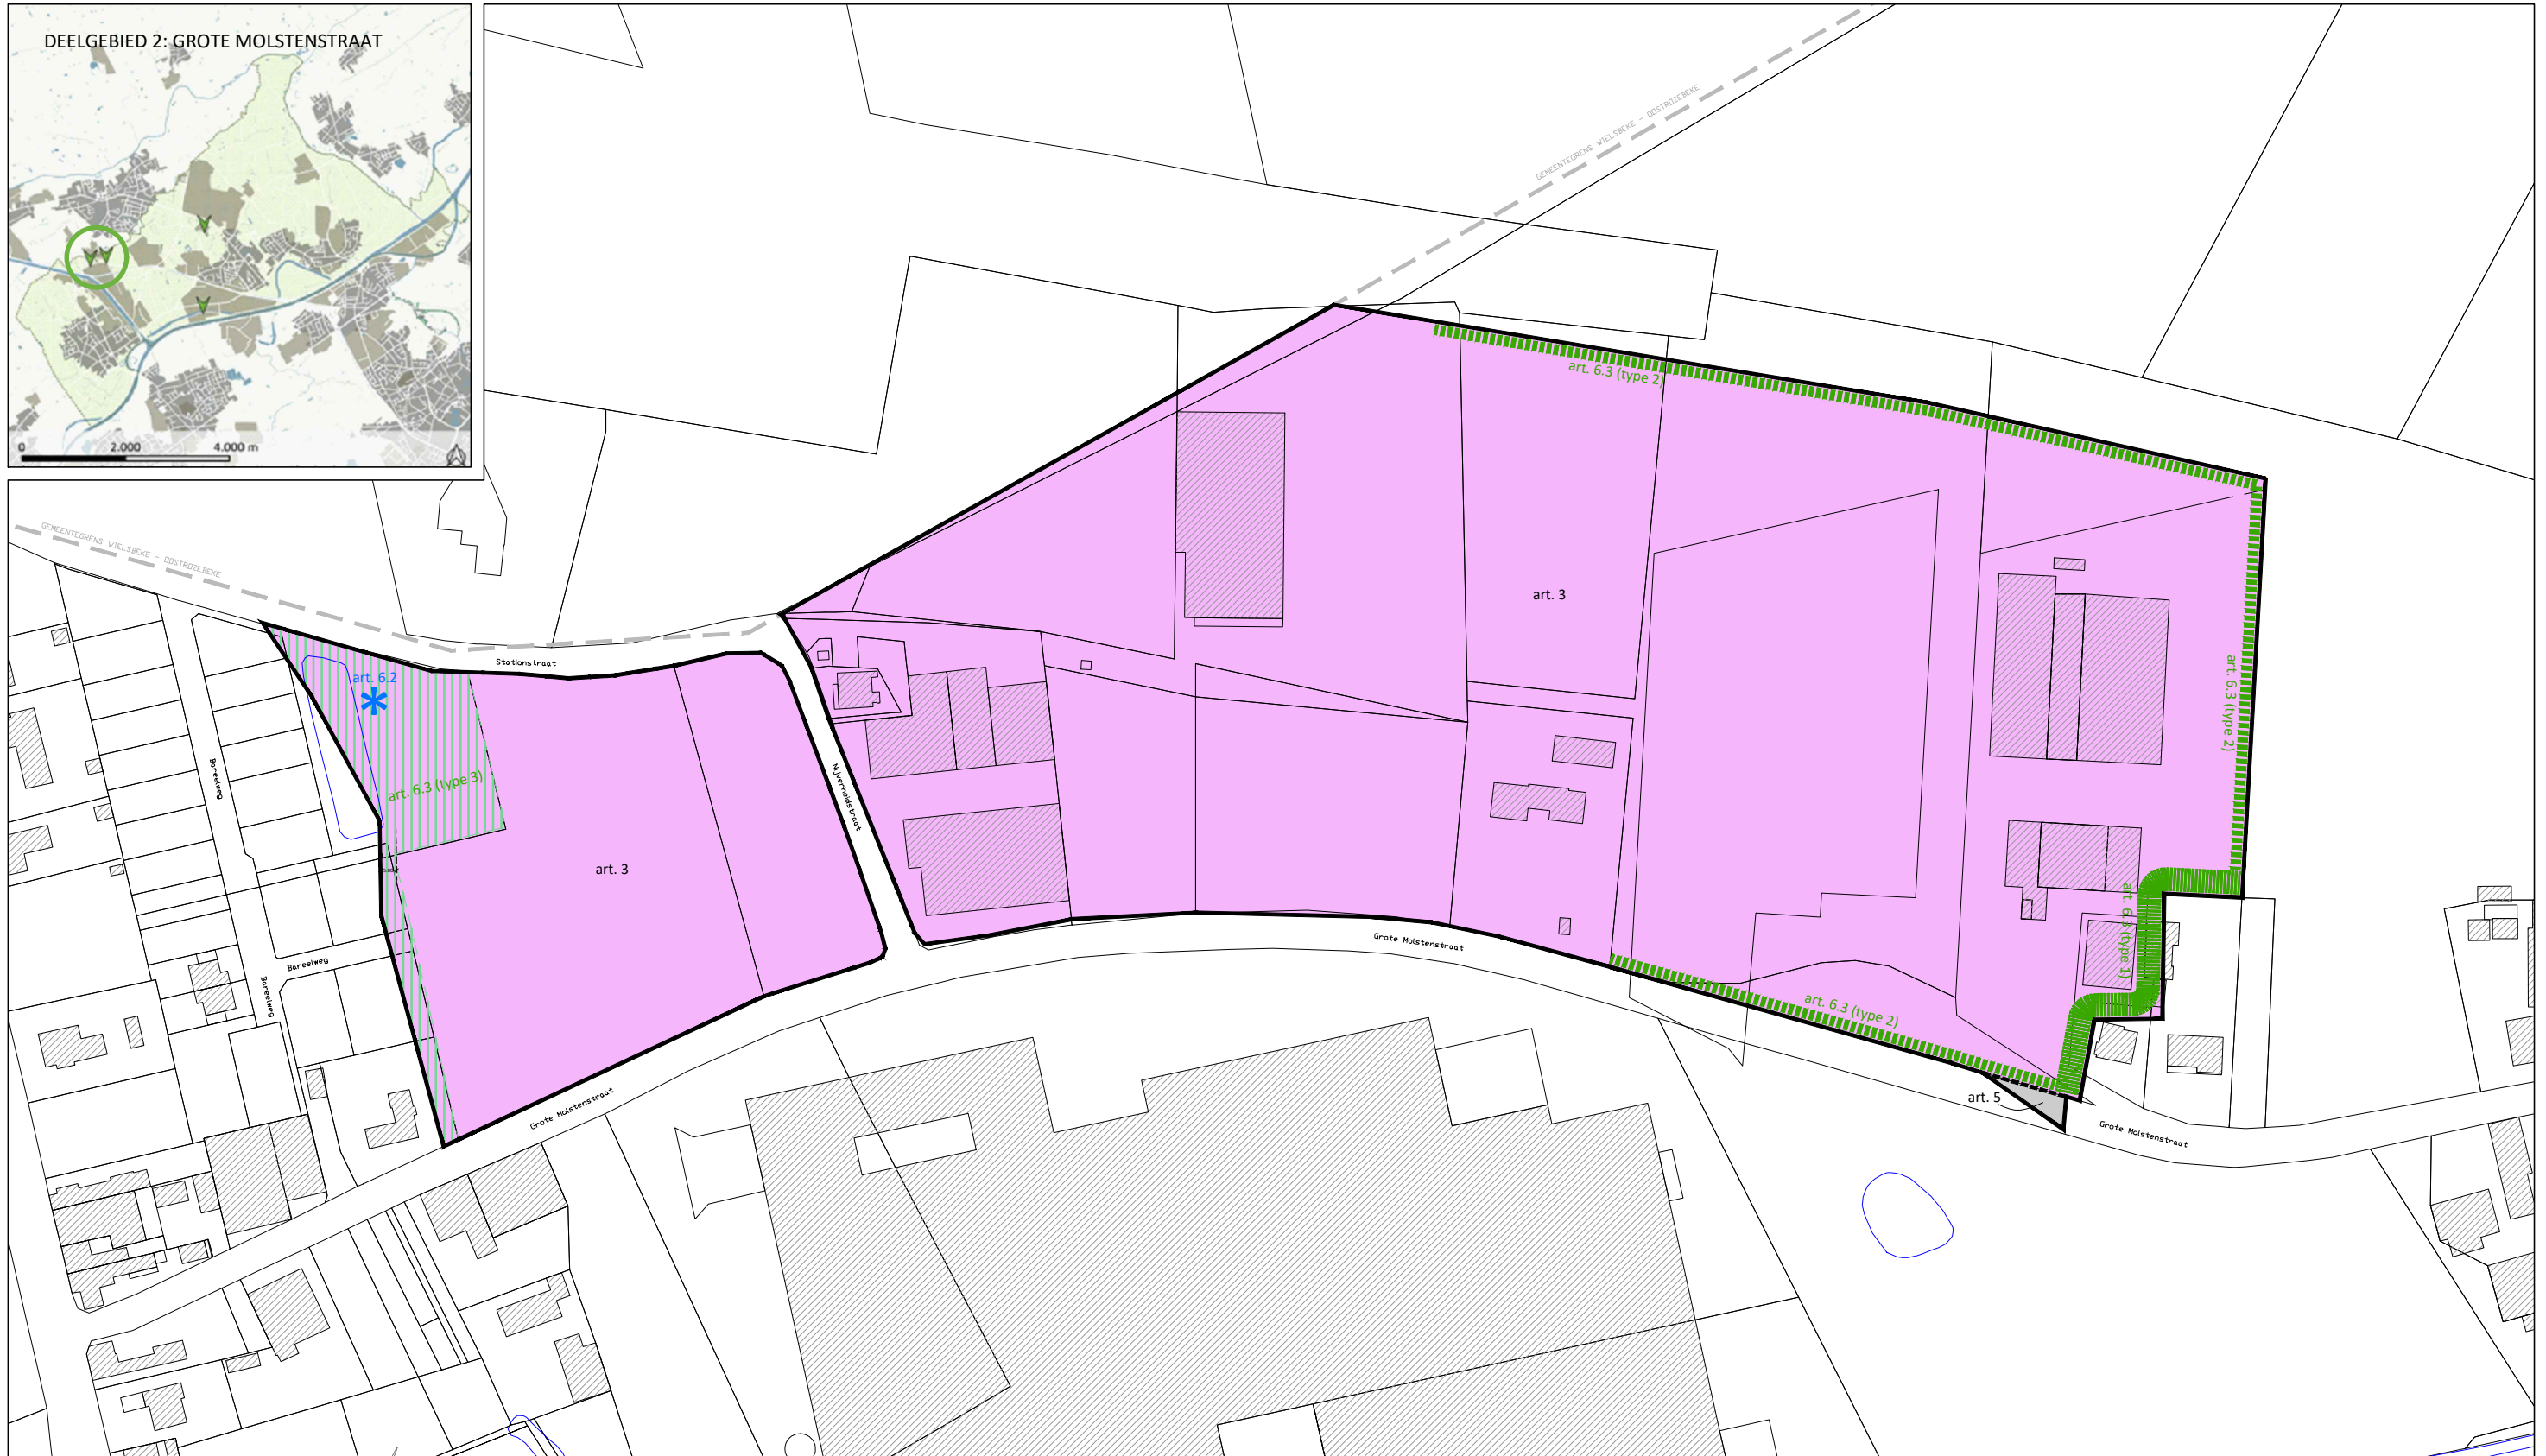 DEELGEBIED 2: GROTE MOLSTENSTRAAT
0 2.000 4.000 m
GEMEENTEGRENS WIELSBEKE - OOSTROZEBEKE
art. 6.3 (type 2)
GEMEENTEGRENS WIELSBEKE - OOSTROZEBEKE
art. 3
Stationstraat
art. 6.2
art. 6.3 (type 2)
Bareelweg
art. 6.3 (type 3)
Nijverheidstraat
art. 3
art. 6.3 (type 1)
Grote Molstenstraat
Bareelweg
Bareelweg
art. 6.3 (type 2)
art. 5
Grote Molstenstraat
Grote Molstenstraat